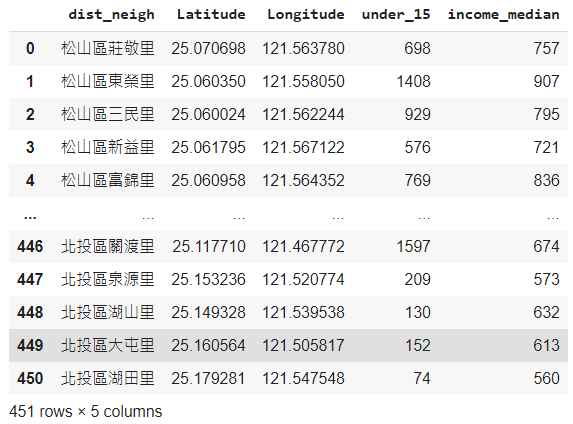 dist_neigh Latitude Longitude under_15 income_median
0 松山區莊敬里 25.070698 121.563780 698 757
1 松山區東榮里 25.060350 121.558050 1408 907
2 松山區三民里 25.060024 121.562244 929 795
3 松山區新益里 25.061795 121.567122 576 721
4 松山區富錦里 25.060958 121.564352 769 836
... ... ... ... ... ...
446 北投區關渡里 25.117710 121.467772 1597 674
447 北投區泉源里 25.153236 121.520774 209 573
448 北投區湖山里 25.149328 121.539538 130 632
449 北投區大屯里 25.160564 121.505817 152 613
450 北投區湖田里 25.179281 121.547548 74 560
451 rows × 5 columns